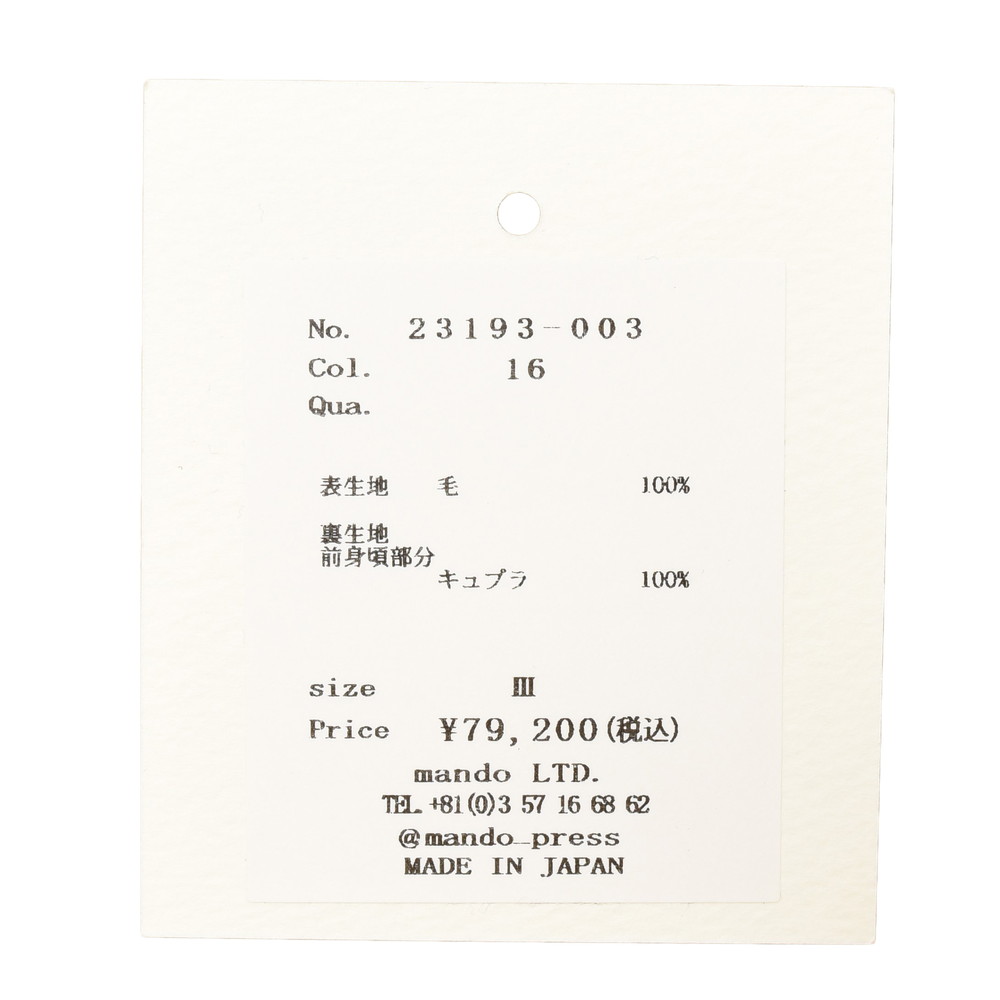 No. 23193-003
Col. 16
Qua.
表生地 毛 100%
裏生地
前身頃部分
キュプラ 100%
size Ⅲ
Price ¥79,200(税込)
mando LTD.
TEL. +81(0)3 57 16 68 62
@mando_press
MADE IN JAPAN